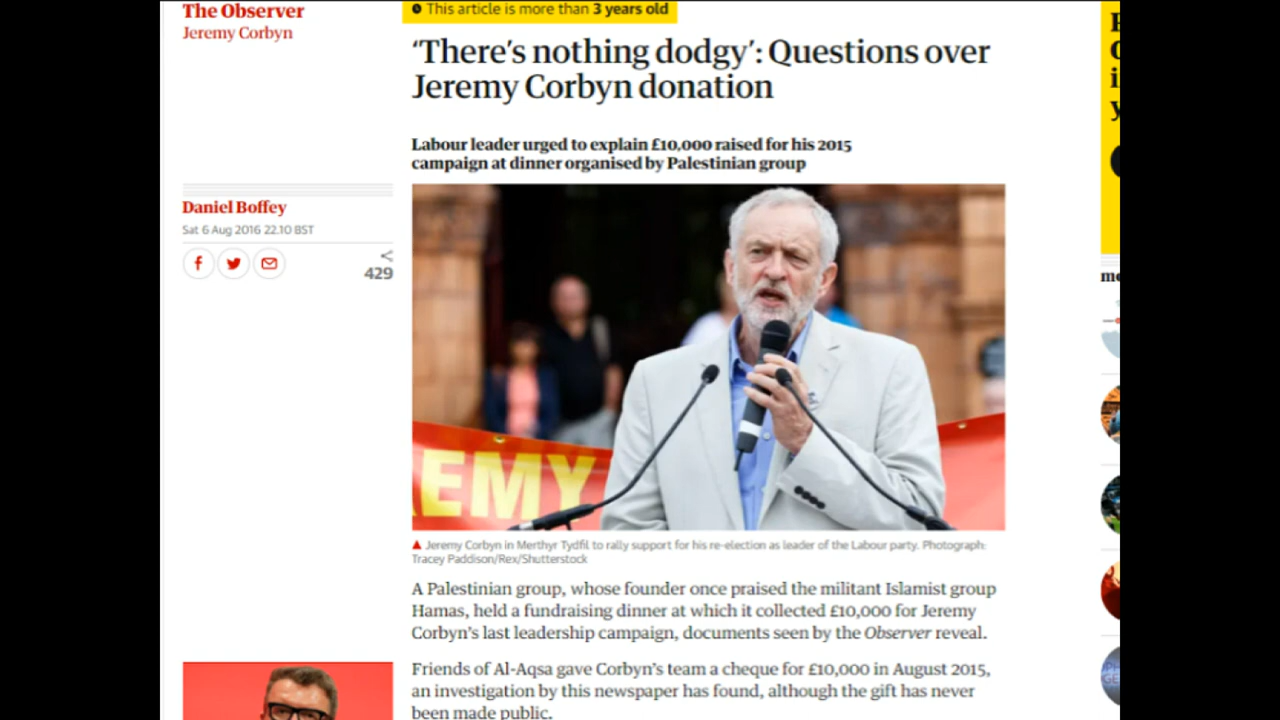 The Observer
Jeremy Corbyn
This article is more than 3 years old
‘There’s nothing dodgy’: Questions over
Jeremy Corbyn donation
Labour leader urged to explain £10,000 raised for his 2015
campaign at dinner organised by Palestinian group
Daniel Boffey
Sat 6 Aug 2016 22.10 BST
429
EMY
Jeremy Corbyn in Merthyr Tydfil to rally support for his re-election as leader of the Labour party. Photograph:
Tracey Paddison/Rex/Shutterstock
A Palestinian group, whose founder once praised the militant Islamist group
Hamas, held a fundraising dinner at which it collected £10,000 for Jeremy
Corbyn’s last leadership campaign, documents seen by the Observer reveal.
Friends of Al-Aqsa gave Corbyn’s team a cheque for £10,000 in August 2015,
an investigation by this newspaper has found, although the gift has never
been made public.